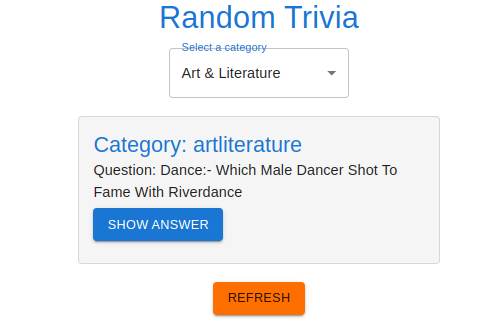 Random Trivia
Select a category
Art & Literature
Category: artliterature
Question: Dance:- Which Male Dancer Shot To
Fame With Riverdance
SHOW ANSWER
REFRESH